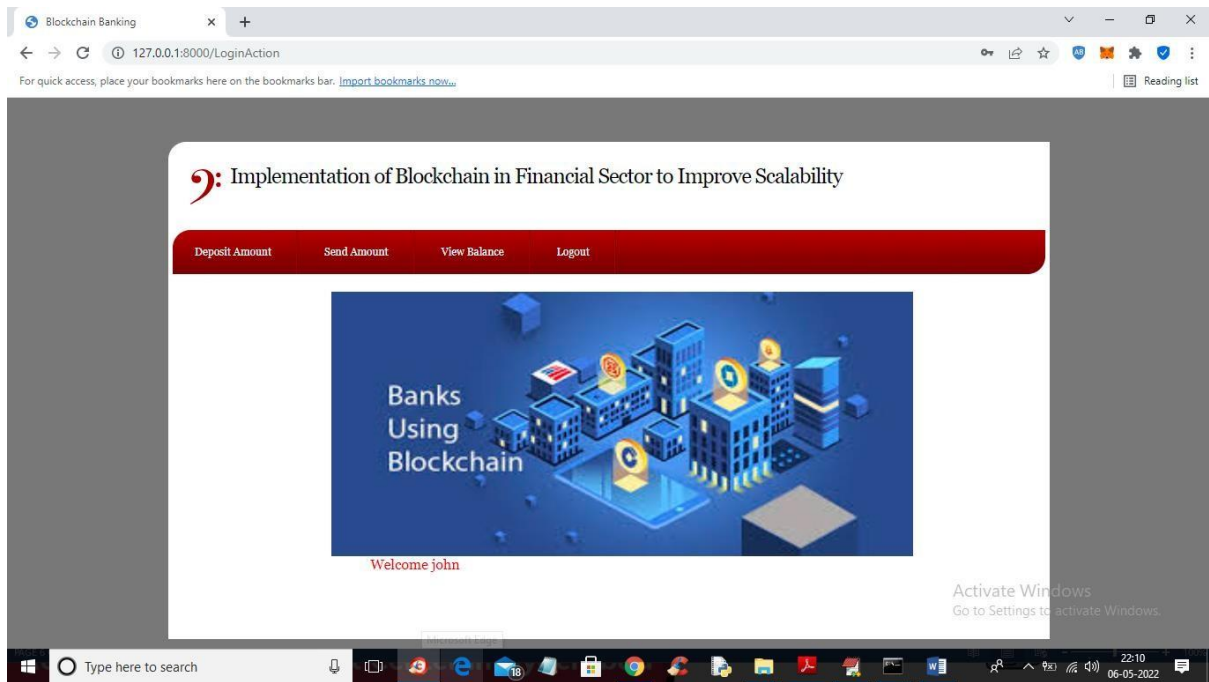 Blockchain Banking
127.0.0.1:8000/LoginAction
For quick access, place your bookmarks here on the bookmarks bar. Import bookmarks now...
Reading list
Implementation of Blockchain in Financial Sector to Improve Scalability
Deposit Amount Send Amount View Balance Logout
Banks
Using
Blockchain
Welcome john
Activate Windows
Go to Settings to activate Windows.
Microsoft Edge
Type here to search
18
22:10
06-05-2022